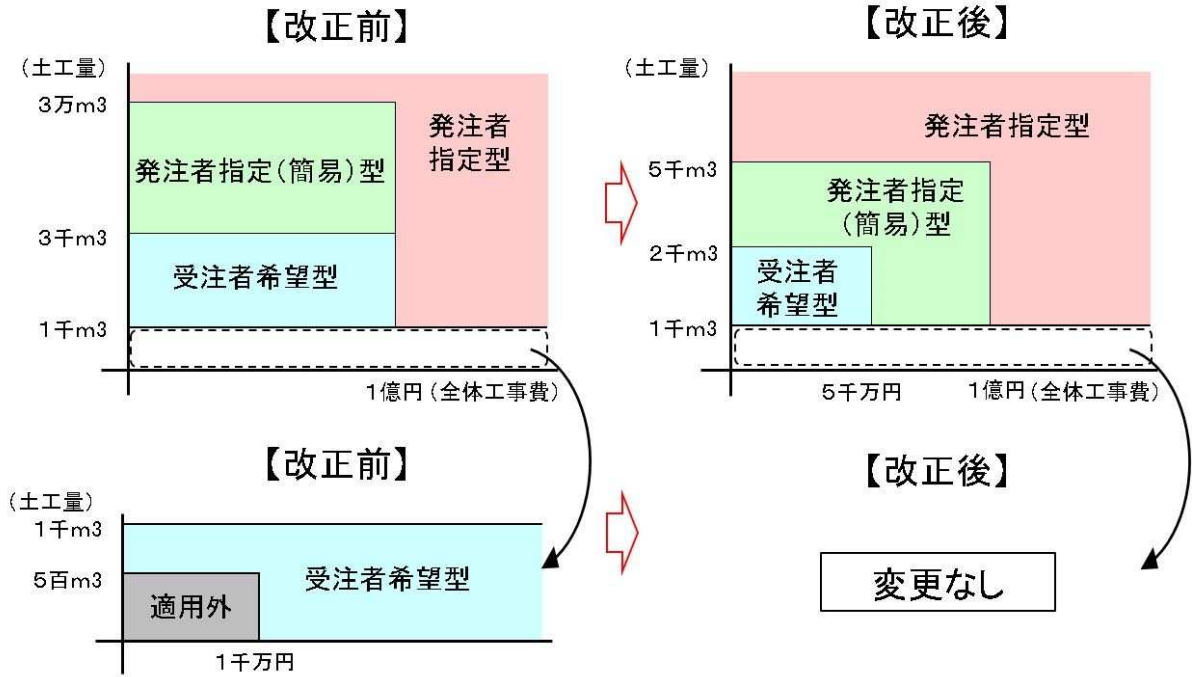 【改正前】
(土工量)
3万m3
発注者
指定型
発注者指定(簡易)型
3千m3
受注者希望型
1千m3
1億円(全体工事費)
【改正後】
(土工量)
発注者指定型
5千m3
発注者指定
(簡易)型
2千m3
受注者
希望型
1千m3
5千万円
1億円(全体工事費)
【改正前】
(土工量)
1千m3
受注者希望型
5百m3
適用外
1千万円
【改正後】
変更なし